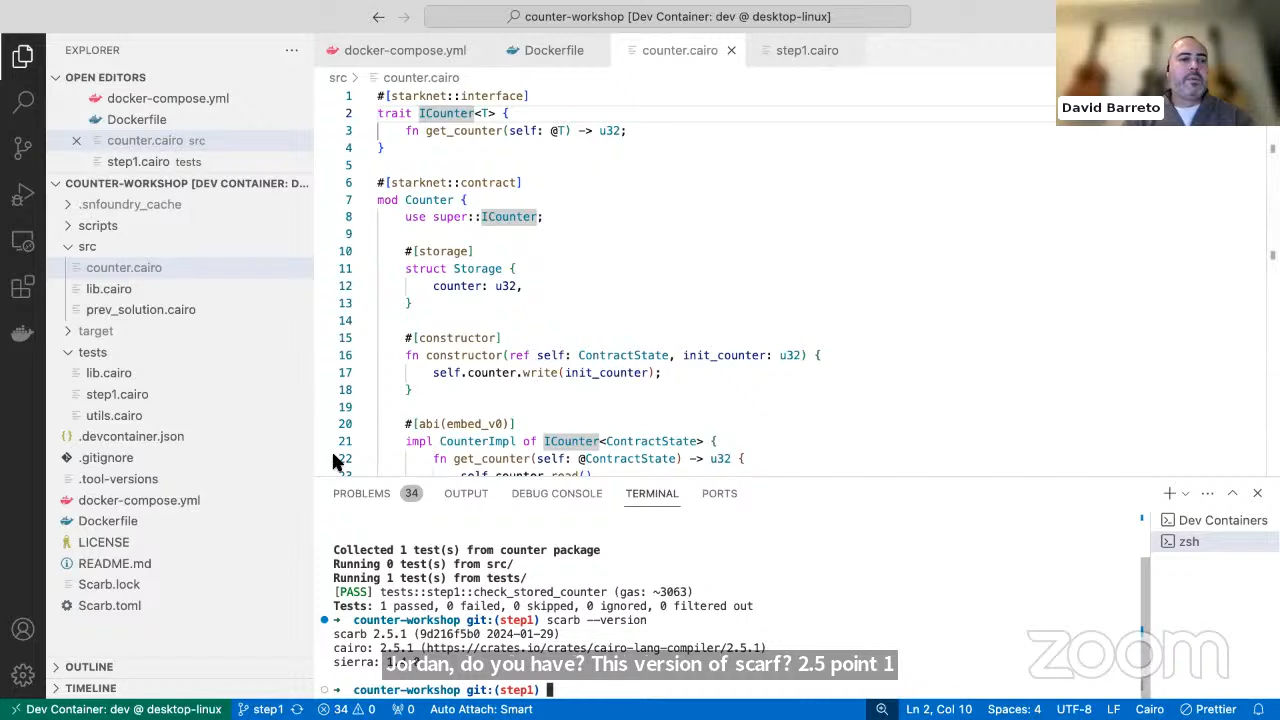 counter-workshop [Dev Container: dev @ desktop-linux]
EXPLORER
docker-compose.yml
Dockerfile
counter.cairo
step1.cairo
David Barreto
OPEN EDITORS
docker-compose.yml
Dockerfile
counter.cairo src
step1.cairo tests
COUNTER-WORKSHOP [DEV CONTAINER: D...
.snfoundry_cache
scripts
src
counter.cairo
lib.cairo
prev_solution.cairo
target
tests
lib.cairo
step1.cairo
utils.cairo
.devcontainer.json
.gitignore
.tool-versions
docker-compose.yml
Dockerfile
LICENSE
README.md
Scarb.lock
Scarb.toml
OUTLINE
TIMELINE
src > counter.cairo
1 #[starknet::interface]
2 trait ICounter<T> {
3 fn get_counter(self: @T) -> u32;
4 }
5
6 #[starknet::contract]
7 mod Counter {
8 use super::ICounter;
9
10 #[storage]
11 struct Storage {
12 counter: u32,
13 }
14
15 #[constructor]
16 fn constructor(ref self: ContractState, init_counter: u32) {
17 self.counter.write(init_counter);
18 }
19
20 #[abi(embed_v0)]
21 impl CounterImpl of ICounter<ContractState> {
22 fn get_counter(self: @ContractState) -> u32 {
23 self.counter.read()
PROBLEMS 34 OUTPUT DEBUG CONSOLE TERMINAL PORTS
Dev Containers
zsh
Collected 1 test(s) from counter package
Running 0 test(s) from src/
Running 1 test(s) from tests/
[PASS] tests::step1::check_stored_counter (gas: ~3063)
Tests: 1 passed, 0 failed, 0 skipped, 0 ignored, 0 filtered out
counter-workshop git:(step1) scarb --version
scarb 2.5.1 (9d216f5b0 2024-01-29)
cairo: 2.5.1 (https://crates.io/crates/cairo-lang-compiler/2.5.1)
sierra:
Jordan, do you have? This version of scarf? 2.5 point 1
counter-workshop git:(step1)
zoom
Dev Container: dev @ desktop-linux step1 34 0 0 Auto Attach: Smart Ln 2, Col 10 Spaces: 4 UTF-8 LF Cairo Prettier